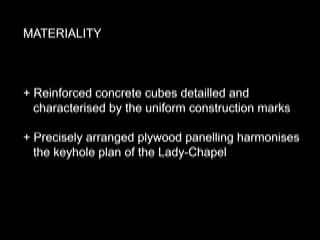 MATERIALITY
+ Reinforced concrete cubes detailled and
characterised by the uniform construction marks
+ Precisely arranged plywood panelling harmonises
the keyhole plan of the Lady-Chapel